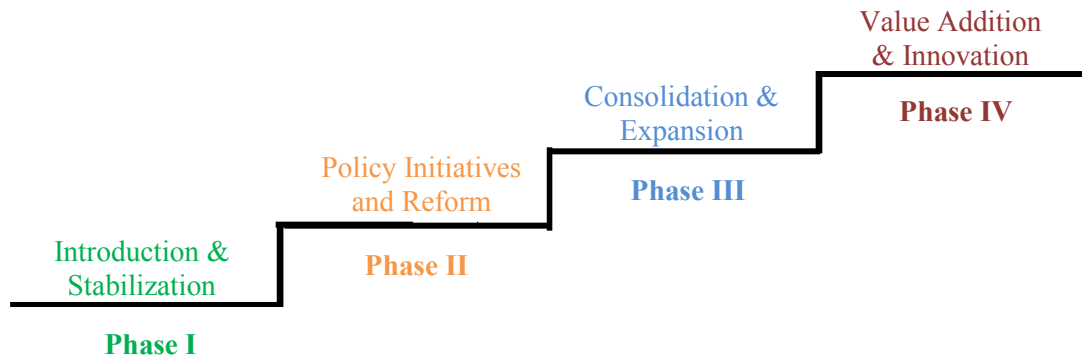 Introduction &
Stabilization
Phase I
Policy Initiatives
and Reform
Phase II
Consolidation &
Expansion
Phase III
Value Addition
& Innovation
Phase IV